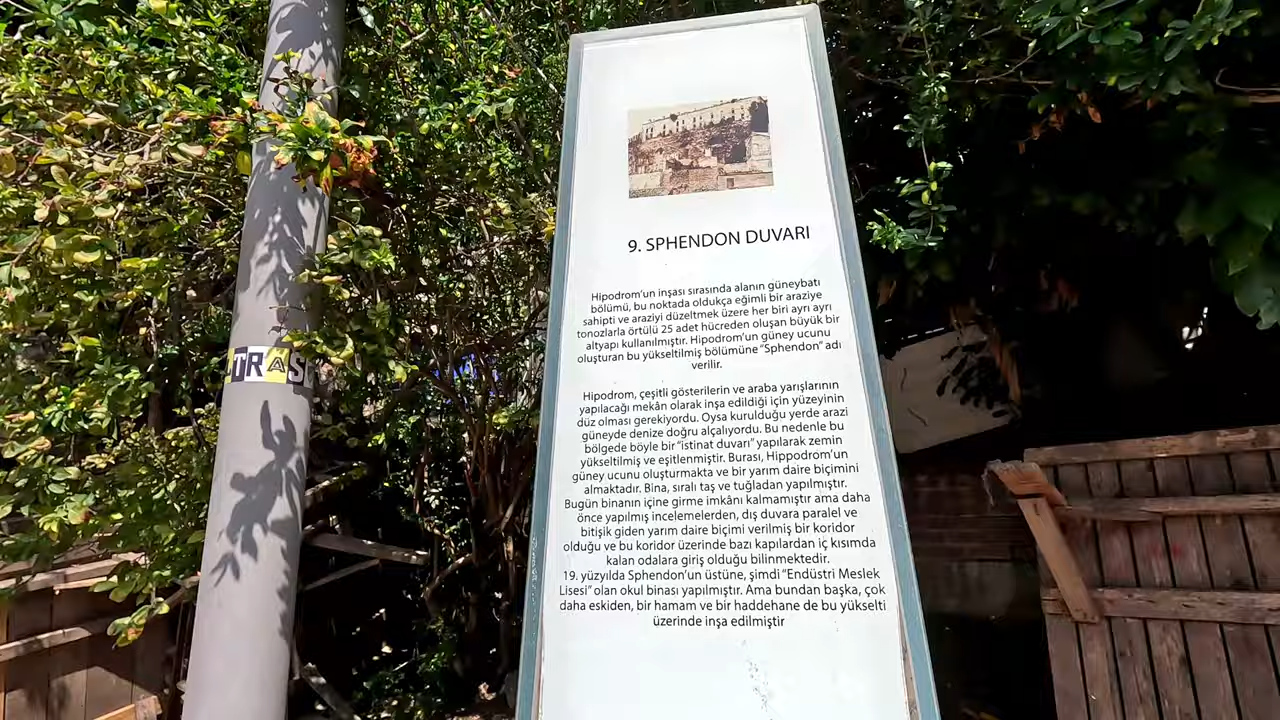 TRAS
9. SPHENDON DUVARI
Hipodrom'un inşası sırasında alanın güneybatı
bölümü, bu noktada oldukça eğimli bir araziye
sahipti ve araziyi düzeltmek üzere her biri ayrı ayrı
tonozlarla örtülü 25 adet hücreden oluşan büyük bir
altyapı kullanılmıştır. Hipodrom'un güney ucunu
oluşturan bu yükseltilmiş bölümüne "Sphendon" adı
verilir.
Hipodrom, çeşitli gösterilerin ve araba yarışlarının
yapılacağı mekân olarak inşa edildiği için yüzeyinin
düz olması gerekiyordu. Oysa kurulduğu yerde arazi
güneyde denize doğru alçalıyordu. Bu nedenle bu
bölgede böyle bir "istinat duvarı" yapılarak zemin
yükseltilmiş ve eşitlenmiştir. Burası, Hippodrom'un
güney ucunu oluşturmakta ve bir yarım daire biçimini
almaktadır. Bina, sıralı taş ve tuğladan yapılmıştır.
Bugün binanın içine girme imkânı kalmamıştır ama daha
önce yapılmış incelemelerden, dış duvara paralel ve
bitişik giden yarım daire biçimi verilmiş bir koridor
olduğu ve bu koridor üzerinde bazı kapılardan iç kısımda
kalan odalara giriş olduğu bilinmektedir.
19. yüzyılda Sphendon'un üstüne, şimdi "Endüstri Meslek
Lisesi" olan okul binası yapılmıştır. Ama bundan başka, çok
daha eskiden, bir hamam ve bir haddehane de bu yükselti
üzerinde inşa edilmiştir